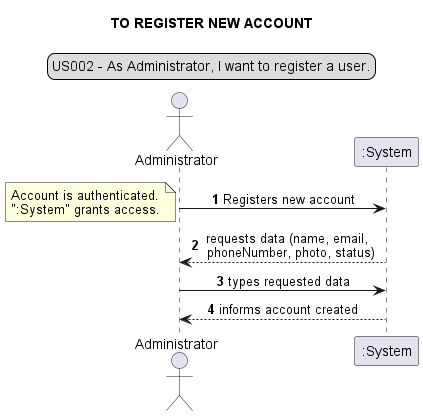 TO REGISTER NEW ACCOUNT
US002 - As Administrator, I want to register a user.
Administrator
:System
Account is authenticated.
":System" grants access.
1 Registers new account
2 requests data (name, email,
phoneNumber, photo, status)
3 types requested data
4 informs account created
Administrator
:System